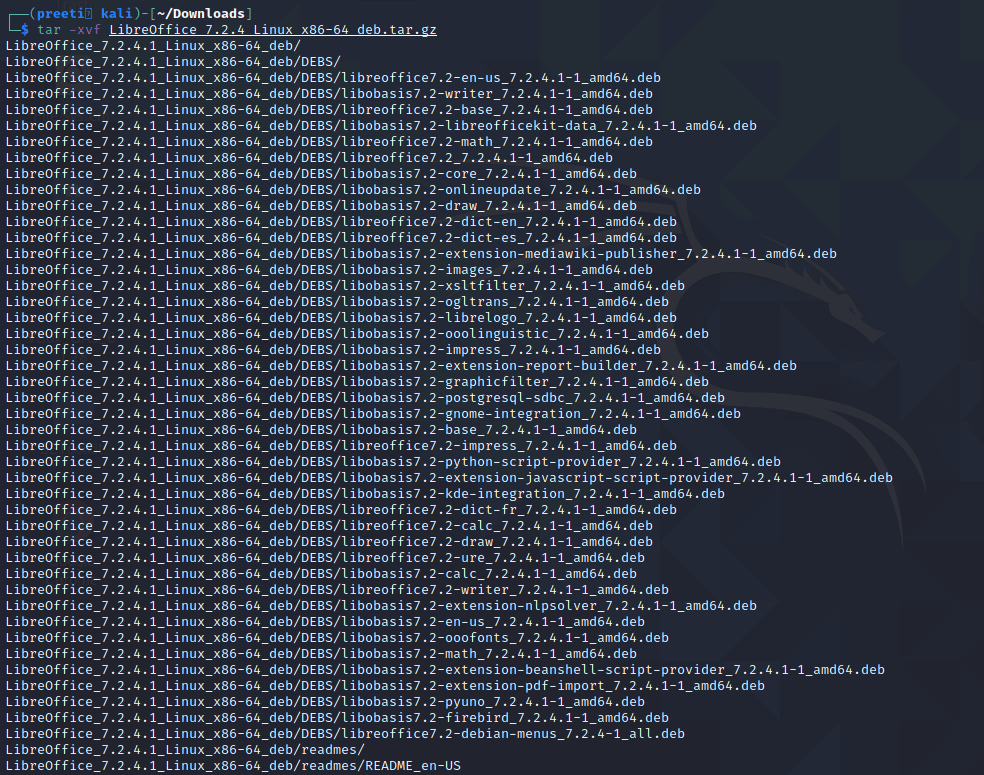 ┌──(preeti㉿ kali)-[~/Downloads]
└─$ tar -xvf LibreOffice_7.2.4_Linux_x86-64_deb.tar.gz
LibreOffice_7.2.4.1_Linux_x86-64_deb/
LibreOffice_7.2.4.1_Linux_x86-64_deb/DEBS/
LibreOffice_7.2.4.1_Linux_x86-64_deb/DEBS/libreoffice7.2-en-us_7.2.4.1-1_amd64.deb
LibreOffice_7.2.4.1_Linux_x86-64_deb/DEBS/libobasis7.2-writer_7.2.4.1-1_amd64.deb
LibreOffice_7.2.4.1_Linux_x86-64_deb/DEBS/libreoffice7.2-base_7.2.4.1-1_amd64.deb
LibreOffice_7.2.4.1_Linux_x86-64_deb/DEBS/libobasis7.2-libreofficekit-data_7.2.4.1-1_amd64.deb
LibreOffice_7.2.4.1_Linux_x86-64_deb/DEBS/libreoffice7.2-math_7.2.4.1-1_amd64.deb
LibreOffice_7.2.4.1_Linux_x86-64_deb/DEBS/libreoffice7.2_7.2.4.1-1_amd64.deb
LibreOffice_7.2.4.1_Linux_x86-64_deb/DEBS/libobasis7.2-core_7.2.4.1-1_amd64.deb
LibreOffice_7.2.4.1_Linux_x86-64_deb/DEBS/libobasis7.2-onlineupdate_7.2.4.1-1_amd64.deb
LibreOffice_7.2.4.1_Linux_x86-64_deb/DEBS/libobasis7.2-draw_7.2.4.1-1_amd64.deb
LibreOffice_7.2.4.1_Linux_x86-64_deb/DEBS/libreoffice7.2-dict-en_7.2.4.1-1_amd64.deb
LibreOffice_7.2.4.1_Linux_x86-64_deb/DEBS/libreoffice7.2-dict-es_7.2.4.1-1_amd64.deb
LibreOffice_7.2.4.1_Linux_x86-64_deb/DEBS/libobasis7.2-extension-mediawiki-publisher_7.2.4.1-1_amd64.deb
LibreOffice_7.2.4.1_Linux_x86-64_deb/DEBS/libobasis7.2-images_7.2.4.1-1_amd64.deb
LibreOffice_7.2.4.1_Linux_x86-64_deb/DEBS/libobasis7.2-xsltfilter_7.2.4.1-1_amd64.deb
LibreOffice_7.2.4.1_Linux_x86-64_deb/DEBS/libobasis7.2-ogltrans_7.2.4.1-1_amd64.deb
LibreOffice_7.2.4.1_Linux_x86-64_deb/DEBS/libobasis7.2-librelogo_7.2.4.1-1_amd64.deb
LibreOffice_7.2.4.1_Linux_x86-64_deb/DEBS/libobasis7.2-ooolinguistic_7.2.4.1-1_amd64.deb
LibreOffice_7.2.4.1_Linux_x86-64_deb/DEBS/libobasis7.2-impress_7.2.4.1-1_amd64.deb
LibreOffice_7.2.4.1_Linux_x86-64_deb/DEBS/libobasis7.2-extension-report-builder_7.2.4.1-1_amd64.deb
LibreOffice_7.2.4.1_Linux_x86-64_deb/DEBS/libobasis7.2-graphicfilter_7.2.4.1-1_amd64.deb
LibreOffice_7.2.4.1_Linux_x86-64_deb/DEBS/libobasis7.2-postgresql-sdbc_7.2.4.1-1_amd64.deb
LibreOffice_7.2.4.1_Linux_x86-64_deb/DEBS/libobasis7.2-gnome-integration_7.2.4.1-1_amd64.deb
LibreOffice_7.2.4.1_Linux_x86-64_deb/DEBS/libobasis7.2-base_7.2.4.1-1_amd64.deb
LibreOffice_7.2.4.1_Linux_x86-64_deb/DEBS/libreoffice7.2-impress_7.2.4.1-1_amd64.deb
LibreOffice_7.2.4.1_Linux_x86-64_deb/DEBS/libobasis7.2-python-script-provider_7.2.4.1-1_amd64.deb
LibreOffice_7.2.4.1_Linux_x86-64_deb/DEBS/libobasis7.2-extension-javascript-script-provider_7.2.4.1-1_amd64.deb
LibreOffice_7.2.4.1_Linux_x86-64_deb/DEBS/libobasis7.2-kde-integration_7.2.4.1-1_amd64.deb
LibreOffice_7.2.4.1_Linux_x86-64_deb/DEBS/libreoffice7.2-dict-fr_7.2.4.1-1_amd64.deb
LibreOffice_7.2.4.1_Linux_x86-64_deb/DEBS/libreoffice7.2-calc_7.2.4.1-1_amd64.deb
LibreOffice_7.2.4.1_Linux_x86-64_deb/DEBS/libreoffice7.2-draw_7.2.4.1-1_amd64.deb
LibreOffice_7.2.4.1_Linux_x86-64_deb/DEBS/libreoffice7.2-ure_7.2.4.1-1_amd64.deb
LibreOffice_7.2.4.1_Linux_x86-64_deb/DEBS/libobasis7.2-calc_7.2.4.1-1_amd64.deb
LibreOffice_7.2.4.1_Linux_x86-64_deb/DEBS/libreoffice7.2-writer_7.2.4.1-1_amd64.deb
LibreOffice_7.2.4.1_Linux_x86-64_deb/DEBS/libobasis7.2-extension-nlpsolver_7.2.4.1-1_amd64.deb
LibreOffice_7.2.4.1_Linux_x86-64_deb/DEBS/libobasis7.2-en-us_7.2.4.1-1_amd64.deb
LibreOffice_7.2.4.1_Linux_x86-64_deb/DEBS/libobasis7.2-ooofonts_7.2.4.1-1_amd64.deb
LibreOffice_7.2.4.1_Linux_x86-64_deb/DEBS/libobasis7.2-math_7.2.4.1-1_amd64.deb
LibreOffice_7.2.4.1_Linux_x86-64_deb/DEBS/libobasis7.2-extension-beanshell-script-provider_7.2.4.1-1_amd64.deb
LibreOffice_7.2.4.1_Linux_x86-64_deb/DEBS/libobasis7.2-extension-pdf-import_7.2.4.1-1_amd64.deb
LibreOffice_7.2.4.1_Linux_x86-64_deb/DEBS/libobasis7.2-pyuno_7.2.4.1-1_amd64.deb
LibreOffice_7.2.4.1_Linux_x86-64_deb/DEBS/libobasis7.2-firebird_7.2.4.1-1_amd64.deb
LibreOffice_7.2.4.1_Linux_x86-64_deb/DEBS/libreoffice7.2-debian-menus_7.2.4-1_all.deb
LibreOffice_7.2.4.1_Linux_x86-64_deb/readmes/
LibreOffice_7.2.4.1_Linux_x86-64_deb/readmes/README_en-US